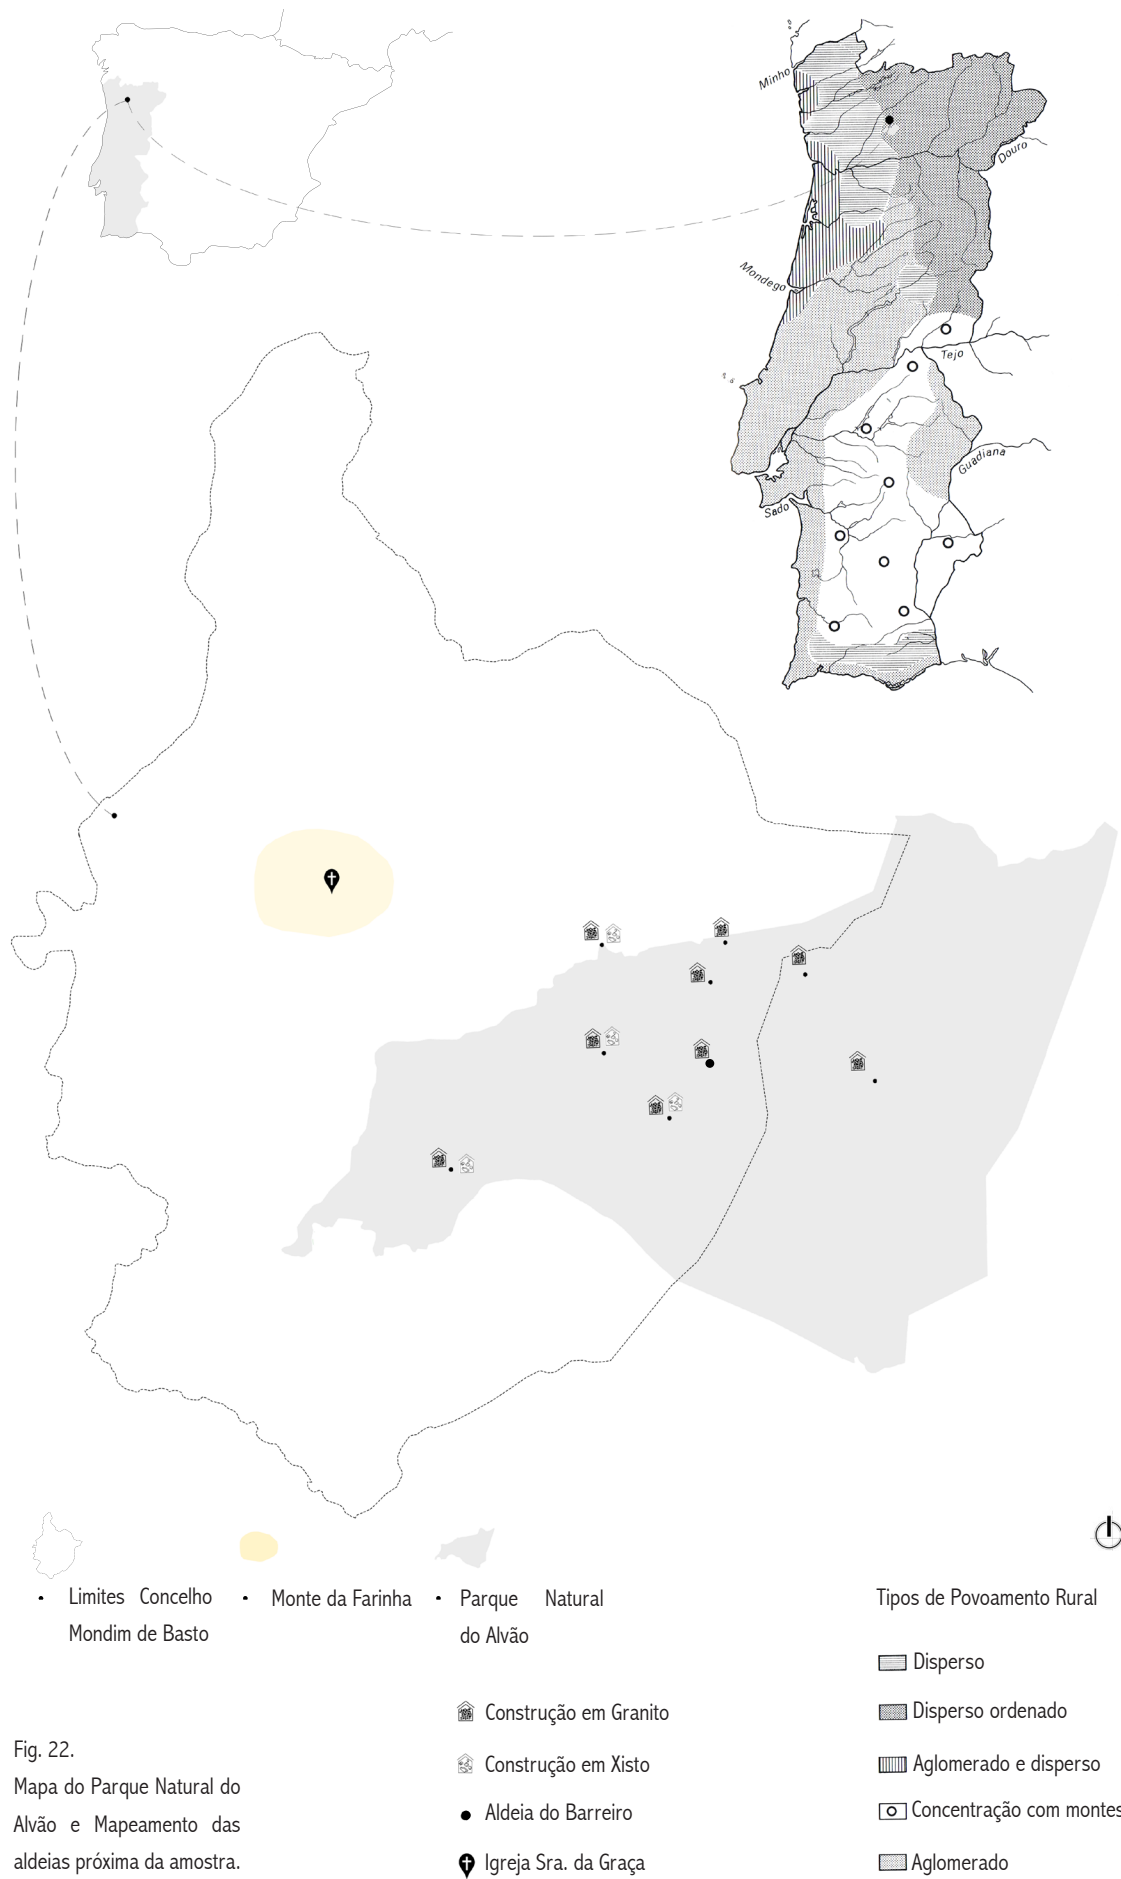 Minho
Douro
Mondego
Tejo
Guadiana
Sado
Limites Concelho
Mondim de Basto
Monte da Farinha
Parque Natural
do Alvão
Tipos de Povoamento Rural
Disperso
Disperso ordenado
Aglomerado e disperso
Concentração com montes
Aglomerado
Construção em Granito
Construção em Xisto
Aldeia do Barreiro
Igreja Sra. da Graça
Fig. 22.
Mapa do Parque Natural do
Alvão e Mapeamento das
aldeias próxima da amostra.